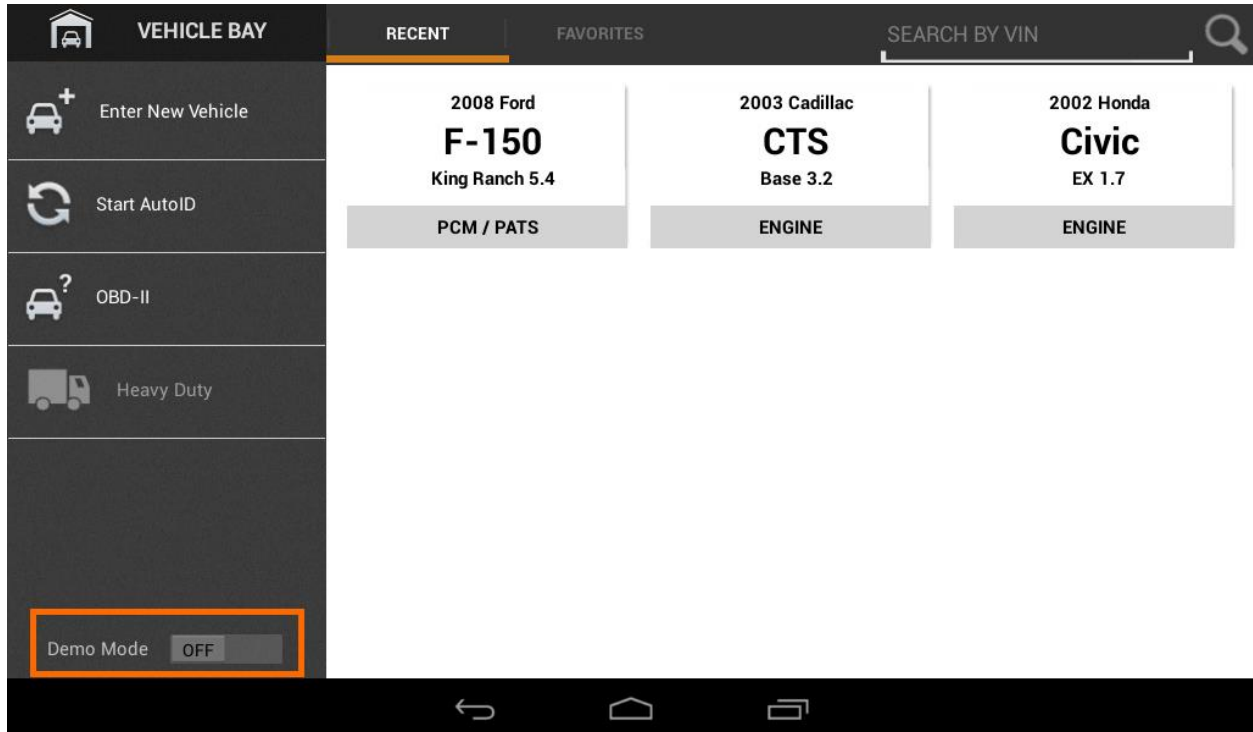 VEHICLE BAY
RECENT
FAVORITES
SEARCH BY VIN
Enter New Vehicle
Start AutoID
OBD-II
Heavy Duty
Demo Mode OFF
2008 Ford
F-150
King Ranch 5.4
PCM / PATS
2003 Cadillac
CTS
Base 3.2
ENGINE
2002 Honda
Civic
EX 1.7
ENGINE